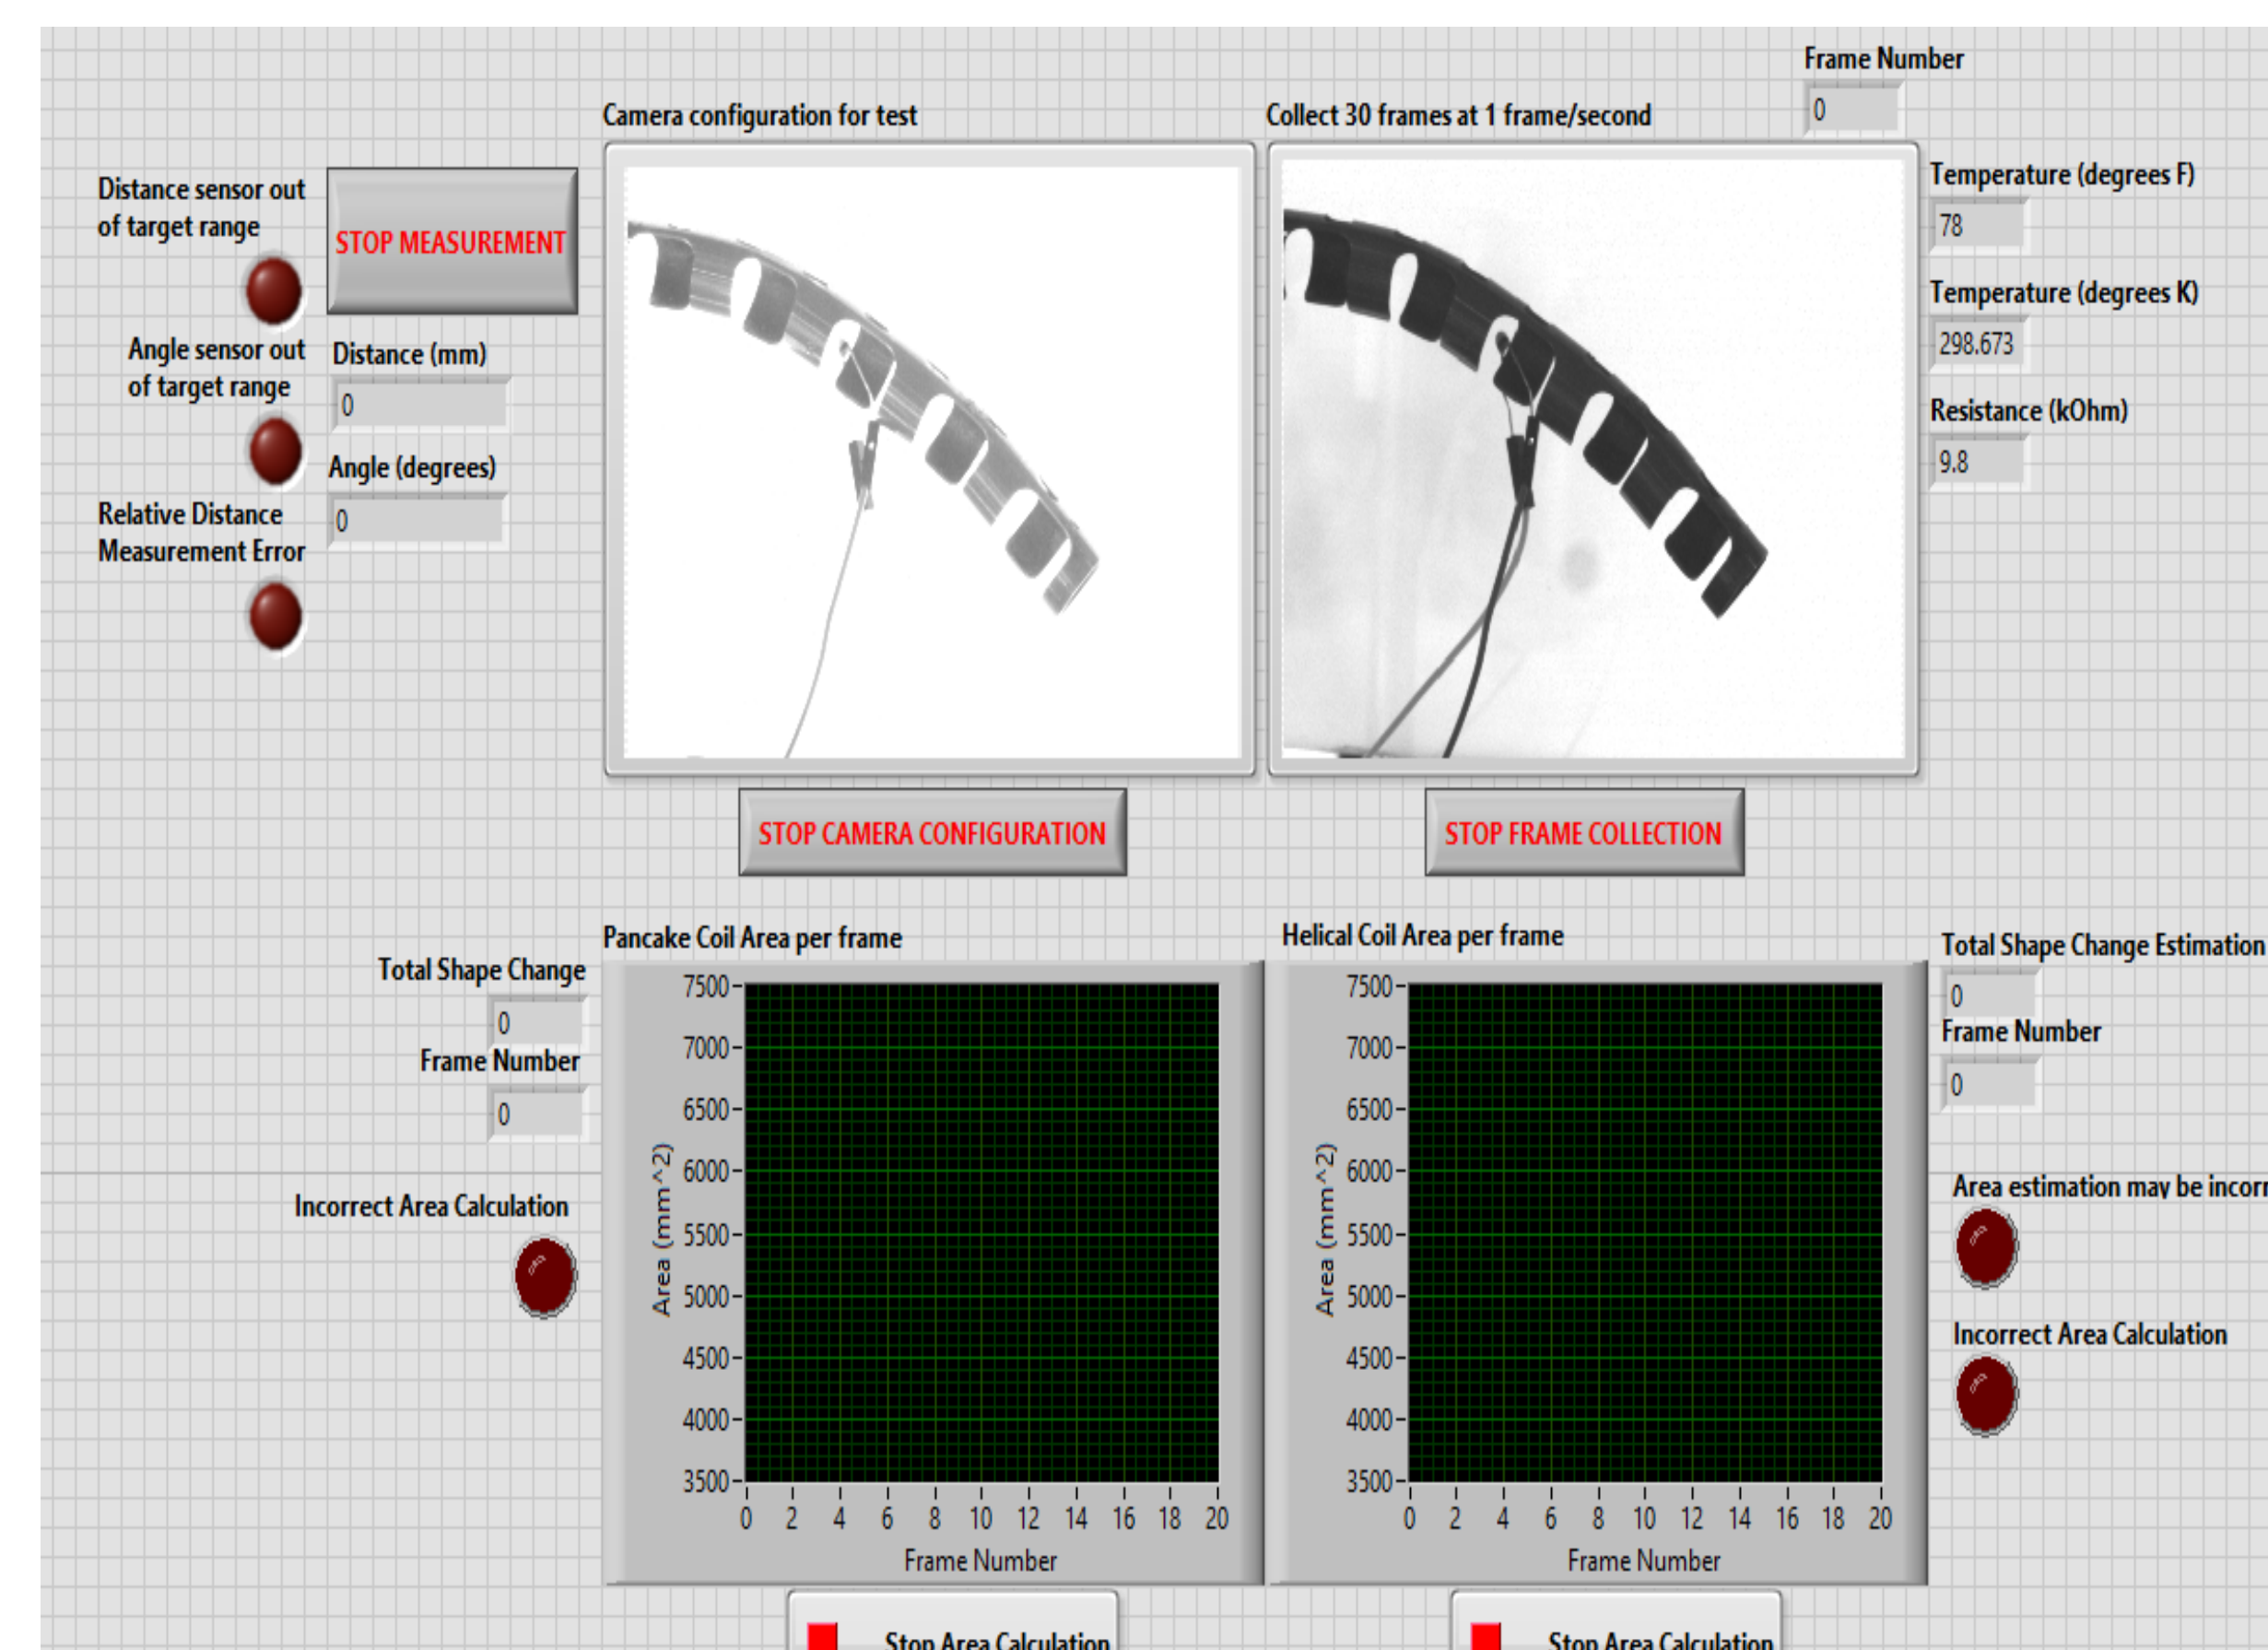 Frame Number
0
Camera configuration for test
Collect 30 frames at 1 frame/second
Distance sensor out
of target range
STOP MEASUREMENT
Angle sensor out
of target range
Distance (mm)
0
Angle (degrees)
0
Relative Distance
Measurement Error
Temperature (degrees F)
78
Temperature (degrees K)
298.673
Resistance (kOhm)
9.8
STOP CAMERA CONFIGURATION
STOP FRAME COLLECTION
Total Shape Change
0
Frame Number
0
Incorrect Area Calculation
Pancake Coil Area per frame
7500
7000
6500
6000
5500
5000
4500
4000
3500
Area (mm^2)
0 2 4 6 8 10 12 14 16 18 20
Frame Number
Stop Area Calculation
Helical Coil Area per frame
7500
7000
6500
6000
5500
5000
4500
4000
3500
Area (mm^2)
0 2 4 6 8 10 12 14 16 18 20
Frame Number
Stop Area Calculation
Total Shape Change Estimation
0
Frame Number
0
Area estimation may be incorr
Incorrect Area Calculation